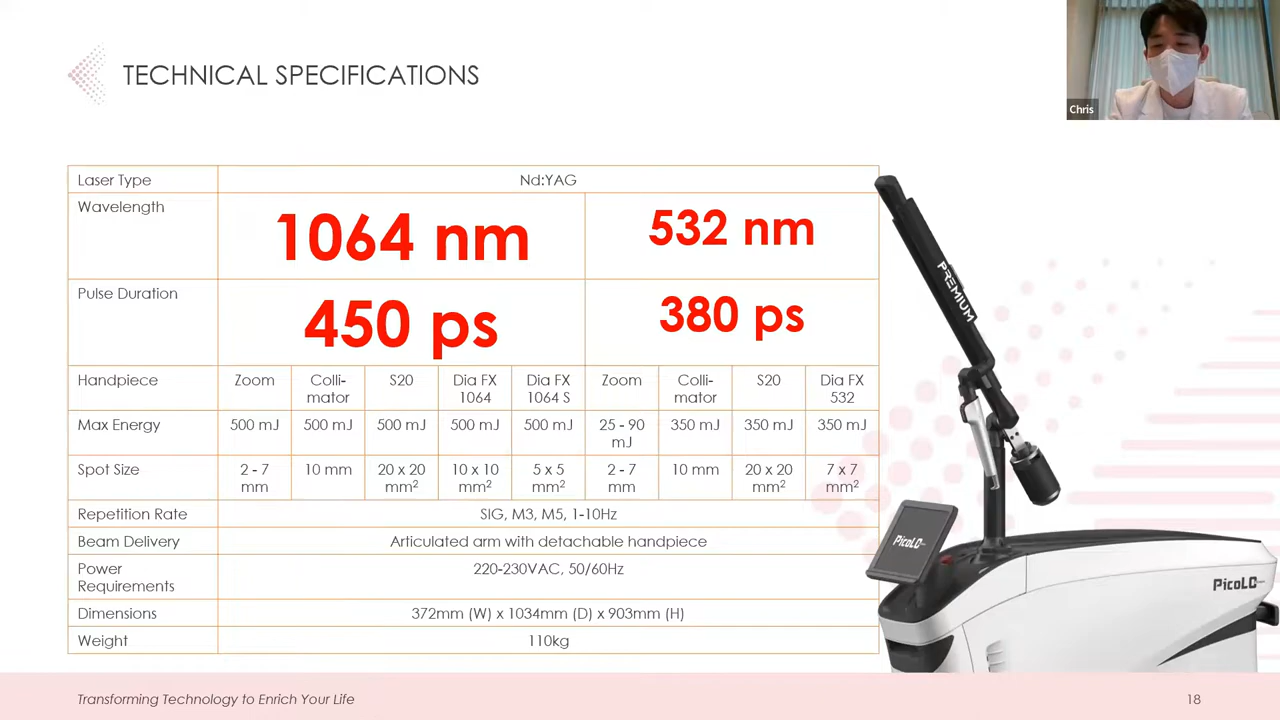 TECHNICAL SPECIFICATIONS
Chris
Laser Type Nd:YAG
Wavelength 1064 nm 532 nm
Pulse Duration 450 ps 380 ps
Handpiece Zoom Colli- S20 Dia FX Dia FX Zoom Colli- S20 Dia FX
mator 1064 1064 S mator 532
Max Energy 500 mJ 500 mJ 500 mJ 500 mJ 500 mJ 25 - 90 350 mJ 350 mJ 350 mJ
mJ
Spot Size 2 - 7 10 mm 20 x 20 10 x 10 5 x 5 2 - 7 10 mm 20 x 20 7 x 7
mm mm² mm² mm² mm mm² mm²
Repetition Rate SIG, M3, M5, 1-10Hz
Beam Delivery Articulated arm with detachable handpiece
Power 220-230VAC, 50/60Hz
Requirements
Dimensions 372mm (W) x 1034mm (D) x 903mm (H)
Weight 110kg
PREMIUM
PicoLO
PicoLO
Transforming Technology to Enrich Your Life 18